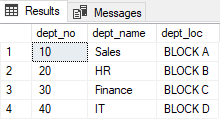 Results Messages
dept_no dept_name dept_loc
1 10 Sales BLOCK A
2 20 HR BLOCK B
3 30 Finance BLOCK C
4 40 IT BLOCK D